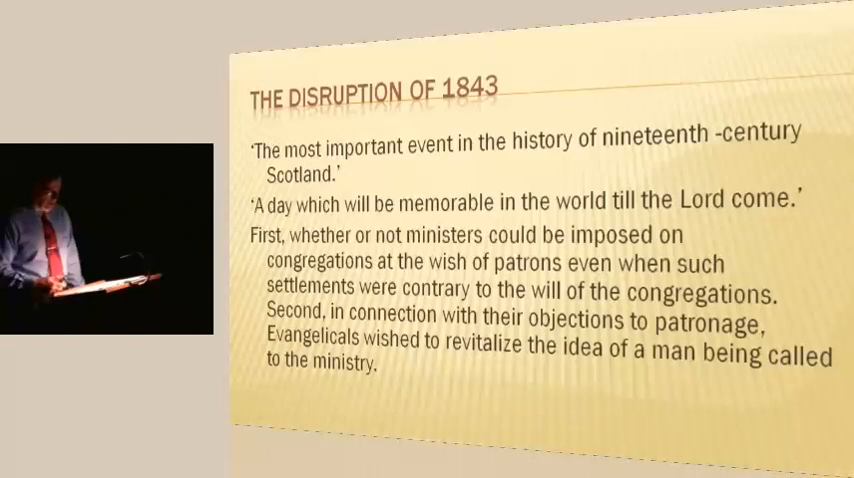 THE DISRUPTION OF 1843
'The most important event in the history of nineteenth -century
Scotland.'
'A day which will be memorable in the world till the Lord come.'
First, whether or not ministers could be imposed on
congregations at the wish of patrons even when such
settlements were contrary to the will of the congregations.
Second, in connection with their objections to patronage,
Evangelicals wished to revitalize the idea of a man being called
to the ministry.